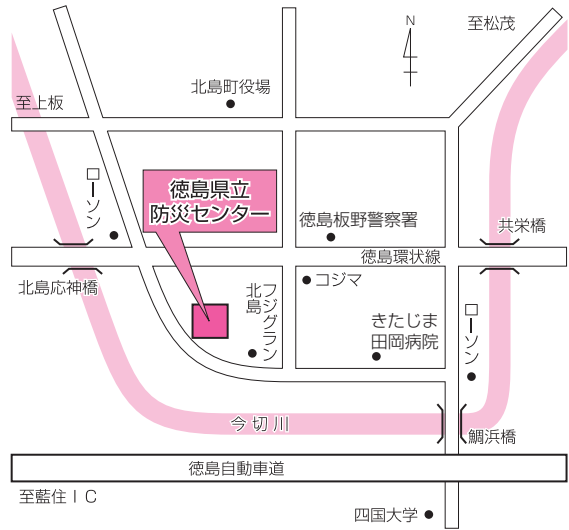 N
至松茂
北島町役場
至上板
ローソン
徳島県立
防災センター
徳島板野警察署
共栄橋
徳島環状線
北島応神橋
コジマ
フジグラン
北島
きたじま
田岡病院
ローソン
今切川
鯛浜橋
徳島自動車道
至藍住IC
四国大学